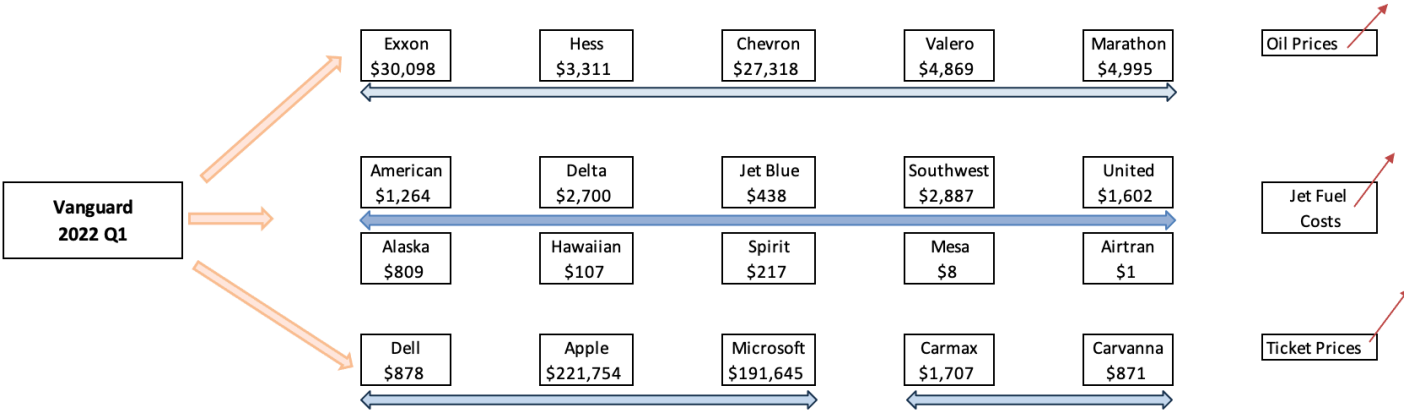 Exxon
$30,098
Hess
$3,311
Chevron
$27,318
Valero
$4,869
Marathon
$4,995
Oil Prices
Vanguard
2022 Q1
American
$1,264
Delta
$2,700
Jet Blue
$438
Southwest
$2,887
United
$1,602
Jet Fuel
Costs
Alaska
$809
Hawaiian
$107
Spirit
$217
Mesa
$8
Airtran
$1
Dell
$878
Apple
$221,754
Microsoft
$191,645
Carmax
$1,707
Carvanna
$871
Ticket Prices